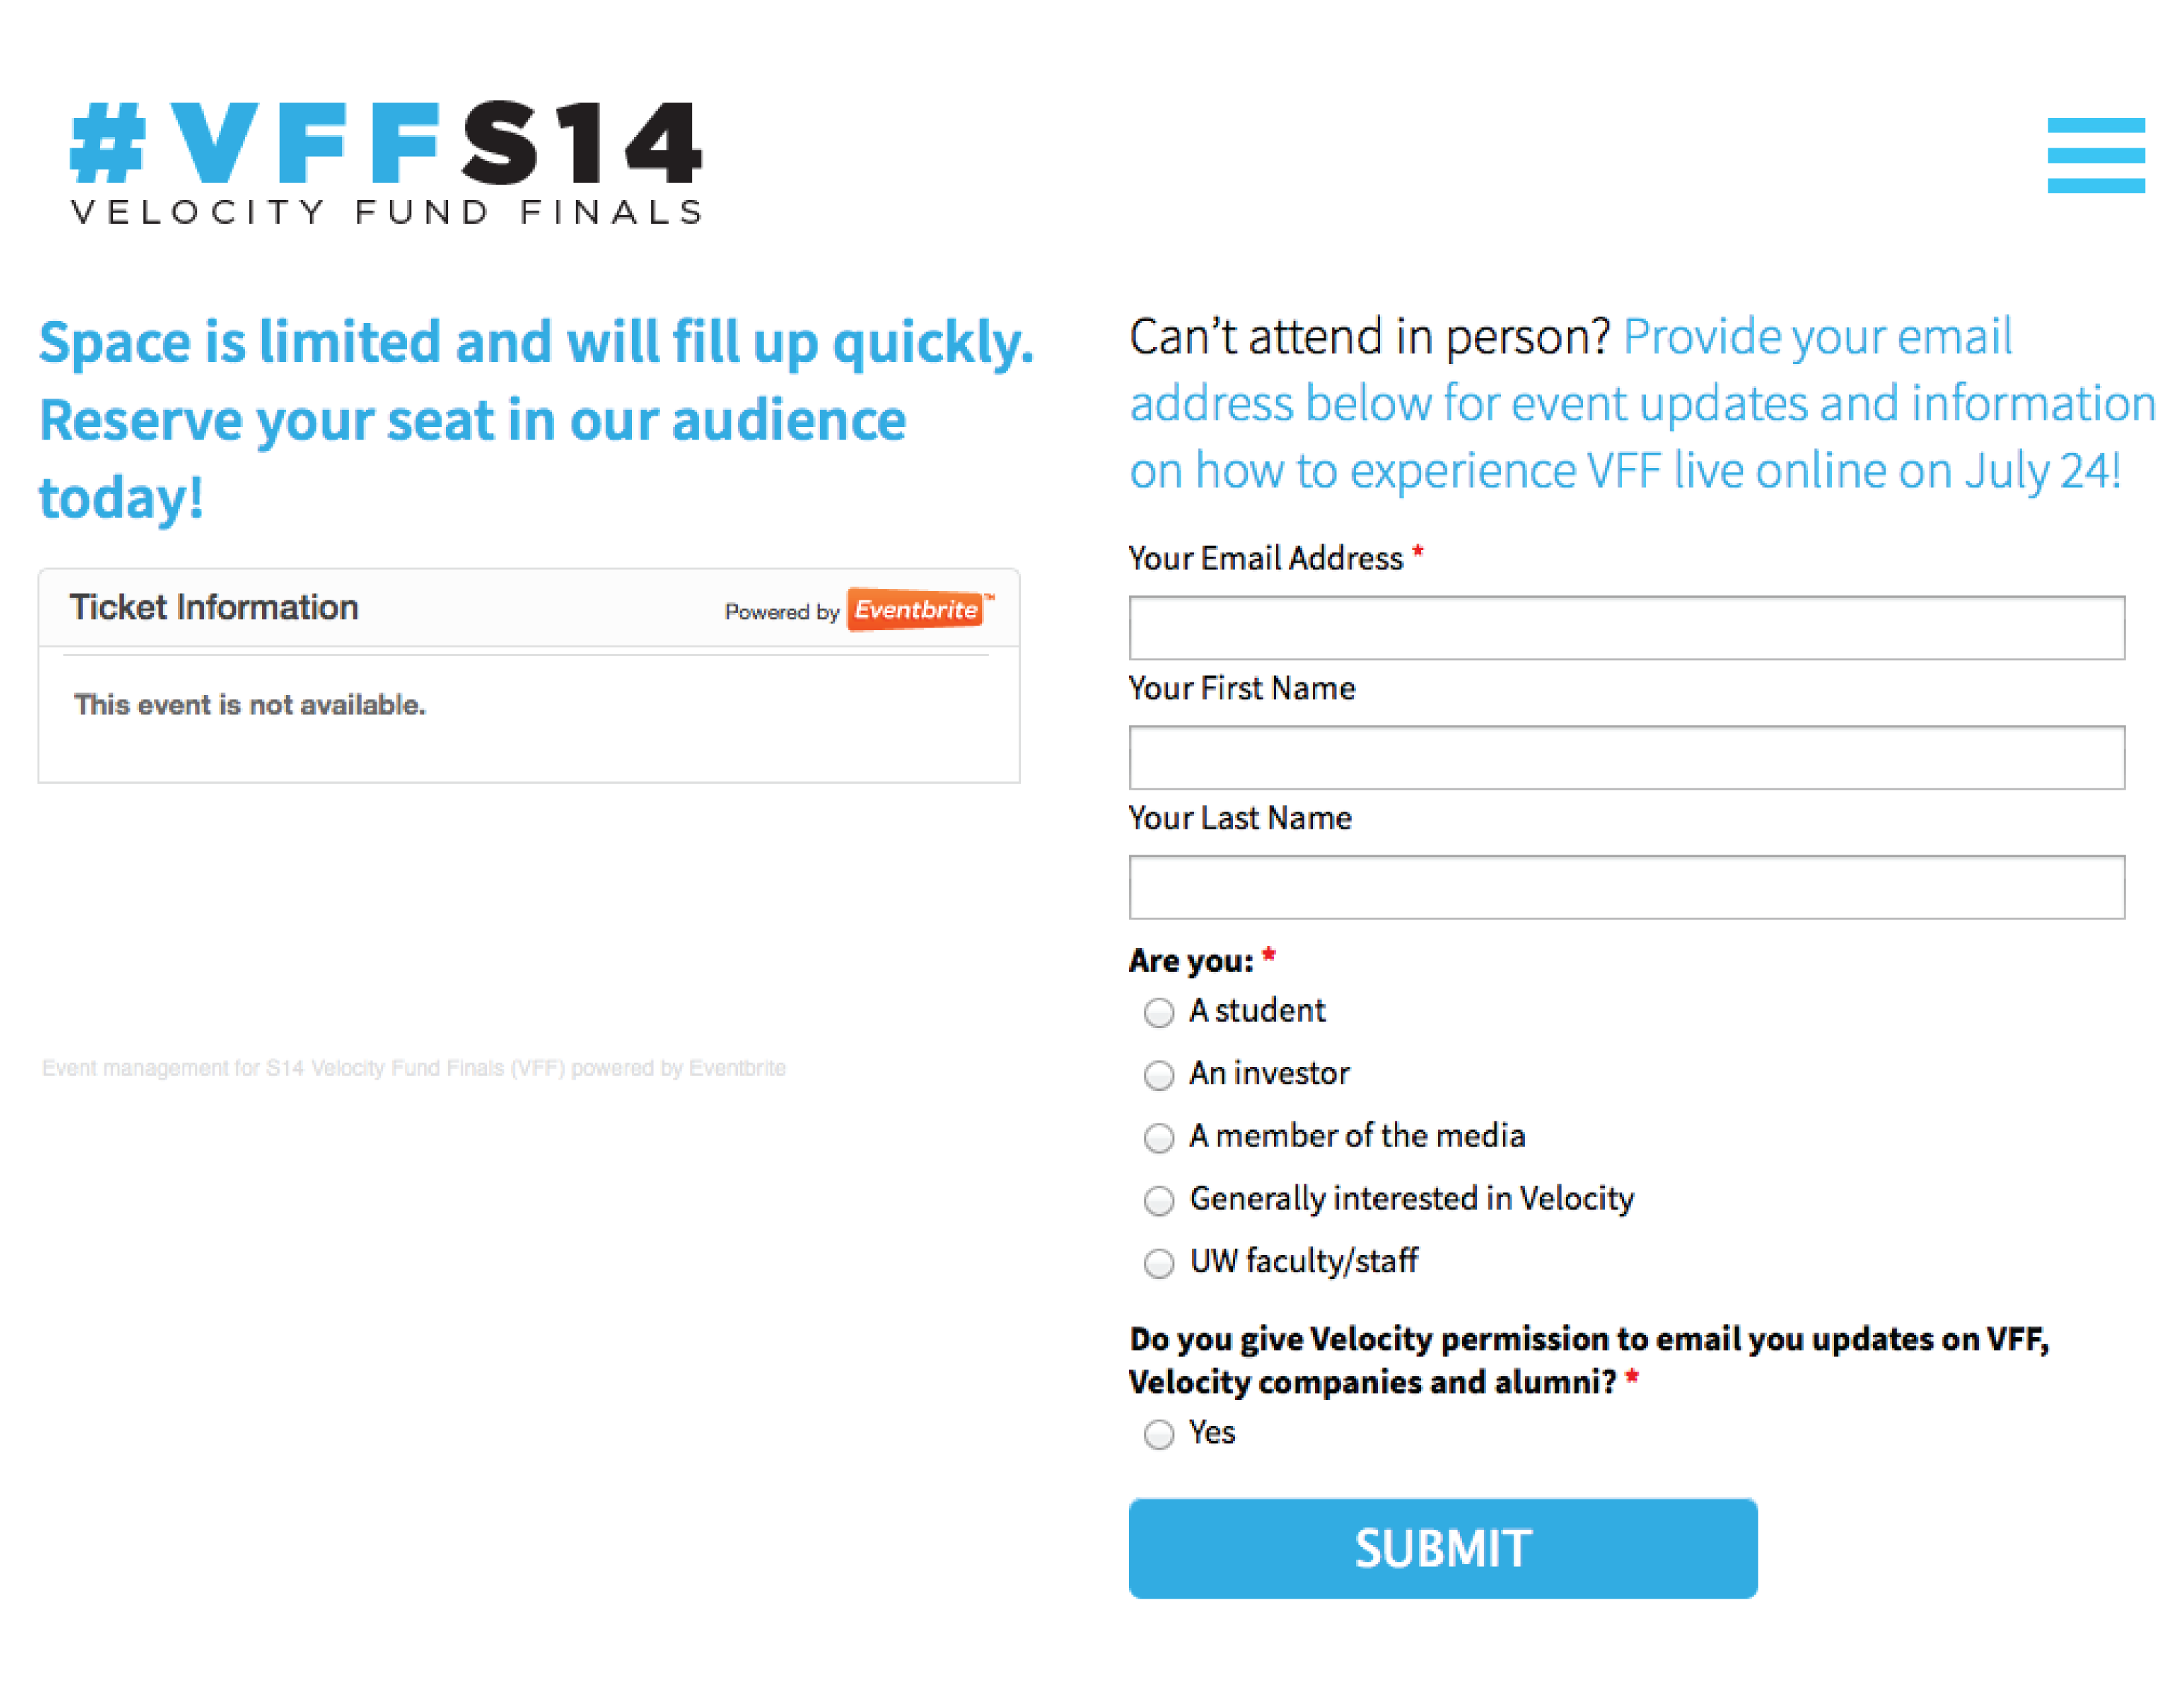 #VFFS14
VELOCITY FUND FINALS
Space is limited and will fill up quickly.
Reserve your seat in our audience
today!
Ticket Information
Powered by Eventbrite™
This event is not available.
Event management for S14 Velocity Fund Finals (VFF) powered by Eventbrite
Can't attend in person? Provide your email
address below for event updates and information
on how to experience VFF live online on July 24!
Your Email Address *
Your First Name
Your Last Name
Are you: *
A student
An investor
A member of the media
Generally interested in Velocity
UW faculty/staff
Do you give Velocity permission to email you updates on VFF,
Velocity companies and alumni? *
Yes
SUBMIT